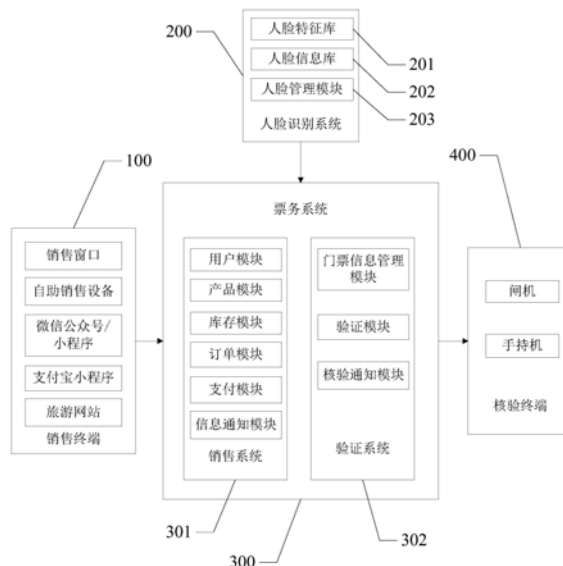 200
人脸特征库
201
人脸信息库
202
人脸管理模块
203
人脸识别系统
100
400
票务系统
销售窗口
自助销售设备
微信公众号/
小程序
支付宝小程序
旅游网站
销售终端
用户模块
产品模块
库存模块
订单模块
支付模块
信息通知模块
销售系统
门票信息管理
模块
验证模块
核验通知模块
验证系统
闸机
手持机
核验终端
301
300
302